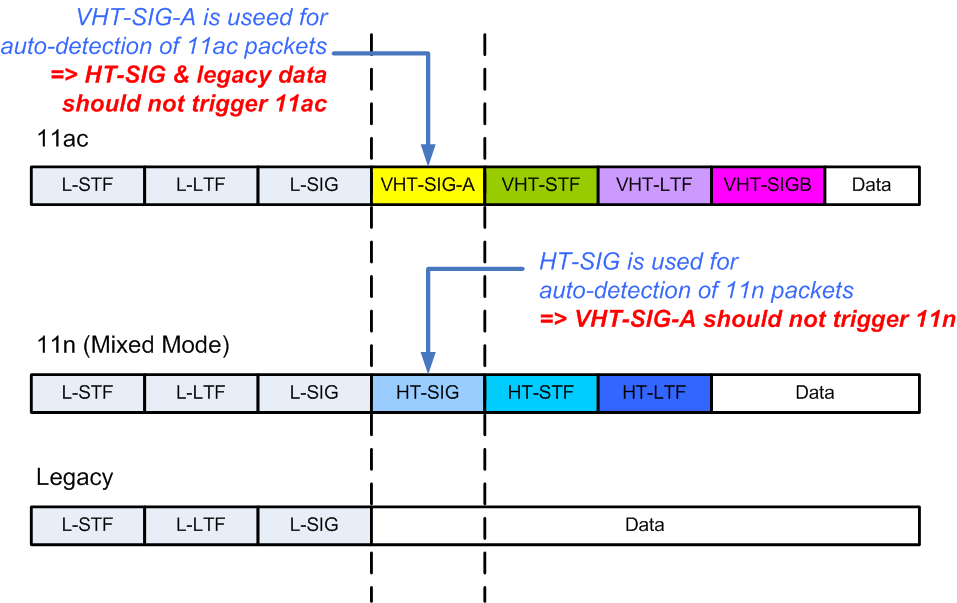 VHT-SIG-A is useed for
auto-detection of 11ac packets
=> HT-SIG & legacy data
should not trigger 11ac
11ac
L-STF L-LTF L-SIG VHT-SIG-A VHT-STF VHT-LTF VHT-SIGB Data
HT-SIG is used for
auto-detection of 11n packets
=> VHT-SIG-A should not trigger 11n
11n (Mixed Mode)
L-STF L-LTF L-SIG HT-SIG HT-STF HT-LTF Data
Legacy
L-STF L-LTF L-SIG Data